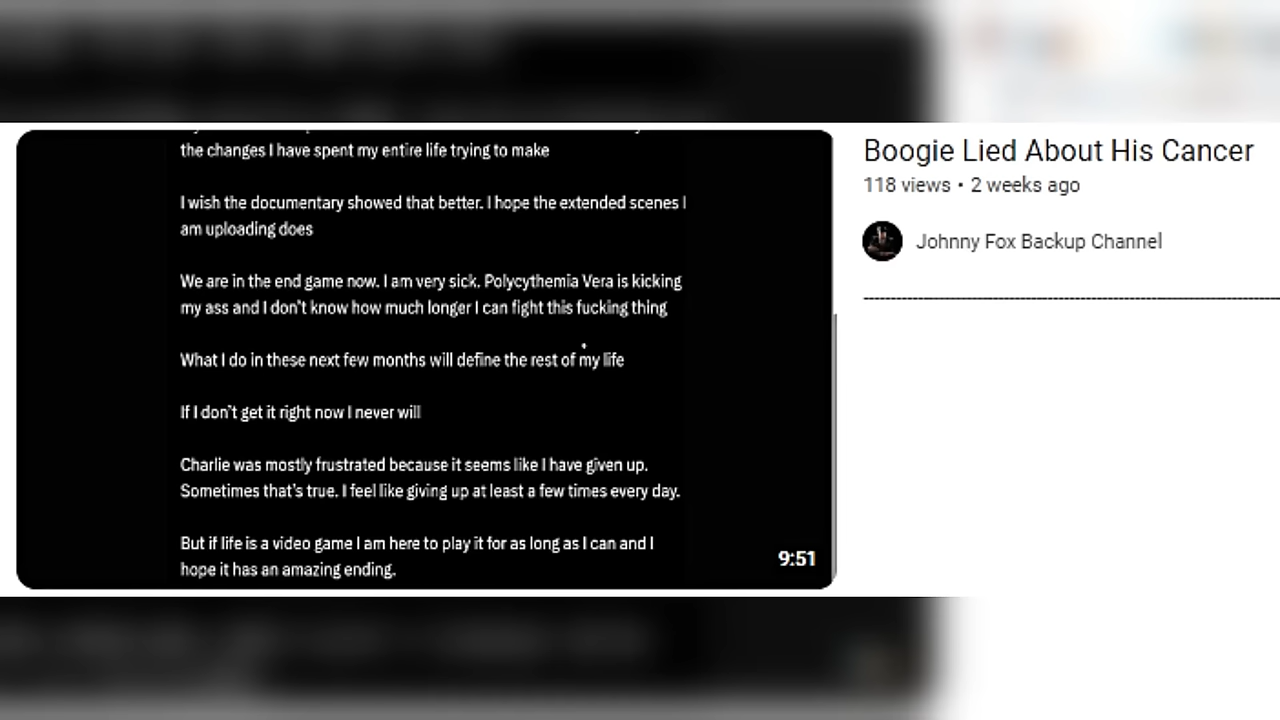 the changes I have spent my entire life trying to make
I wish the documentary showed that better. I hope the extended scenes I
am uploading does
We are in the end game now. I am very sick. Polycythemia Vera is kicking
my ass and I don't know how much longer I can fight this fucking thing
What I do in these next few months will define the rest of my life
If I don't get it right now I never will
Charlie was mostly frustrated because it seems like I have given up.
Sometimes that's true. I feel like giving up at least a few times every day.
But if life is a video game I am here to play it for as long as I can and I
hope it has an amazing ending.
9:51
Boogie Lied About His Cancer
118 views • 2 weeks ago
Johnny Fox Backup Channel